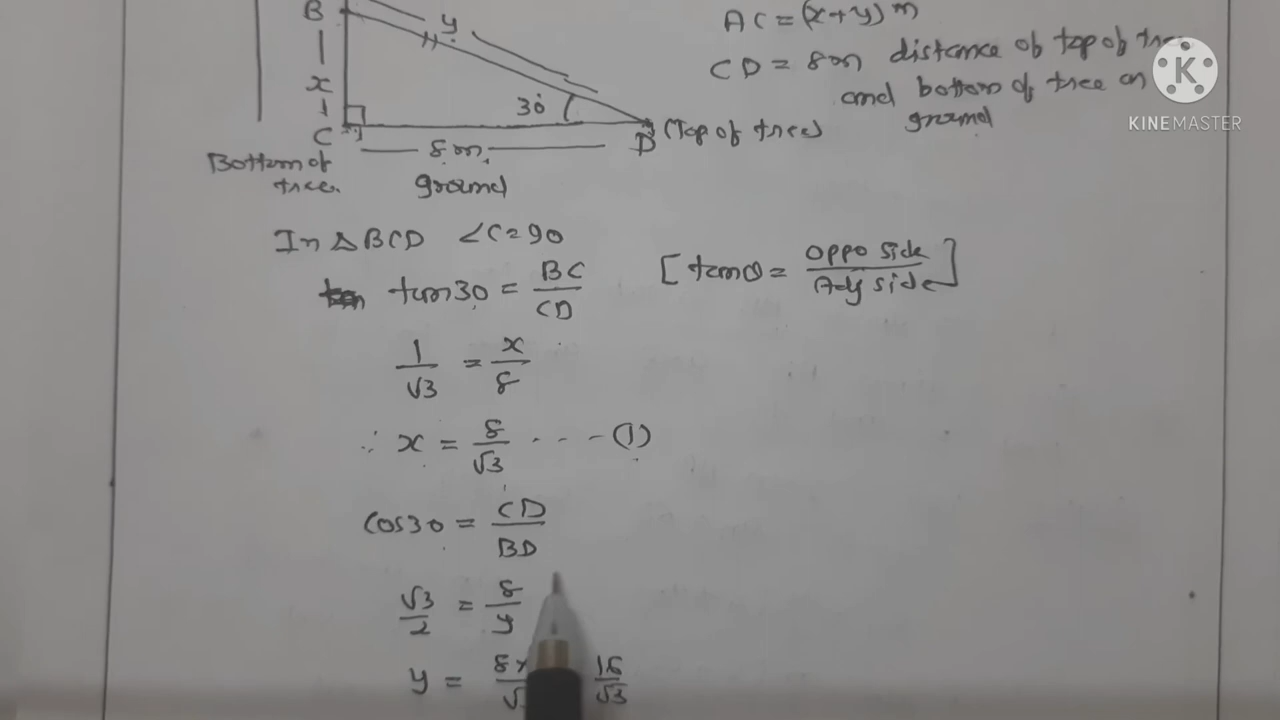 B
y
x
30
C
8m
D (Top of tree)
Bottom of
tree.
ground
AC = (x+y) m
CD = 8m distance of top of tree
and bottom of tree on
ground
KINEMASTER
In △BCD ∠C=90
tan30 = BC/CD [tanθ = oppo side/Adj side]
1/√3 = x/8
∴ x = 8/√3 ---(1)
cos30 = CD/BD
√3/2 = 8/y
y = 16/√3